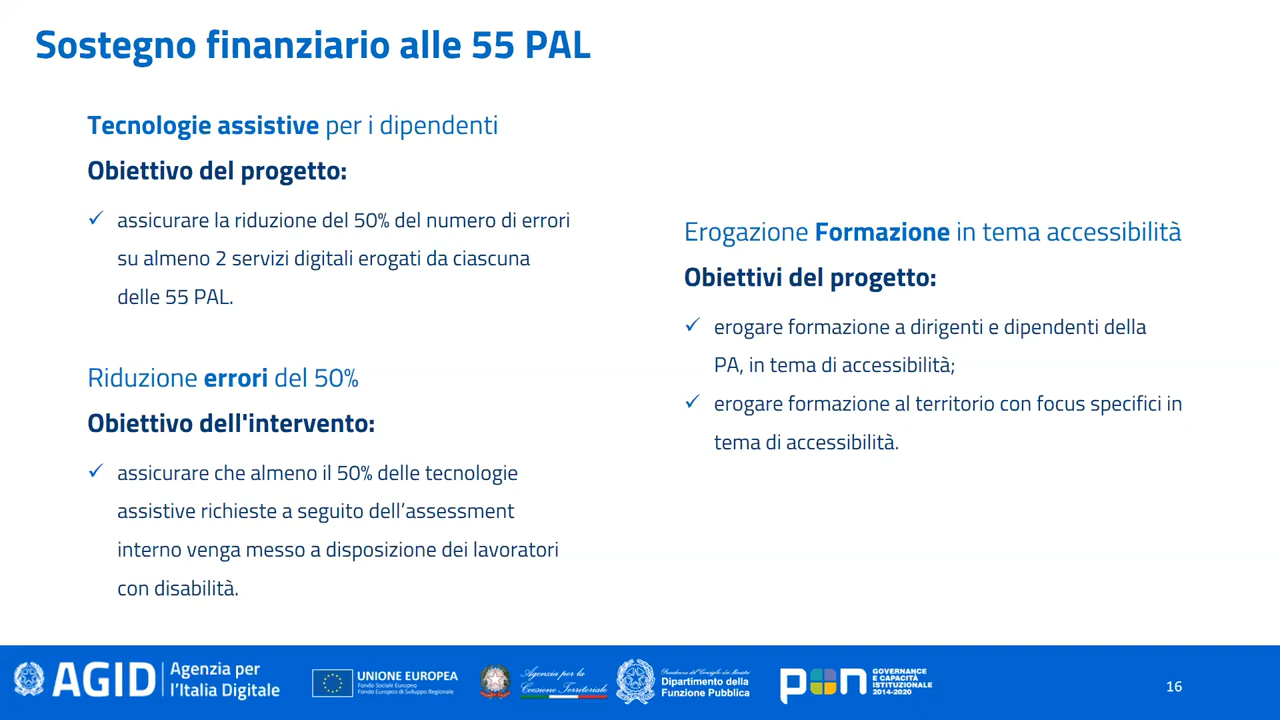 Sostegno finanziario alle 55 PAL
Tecnologie assistive per i dipendenti
Obiettivo del progetto:
✓ assicurare la riduzione del 50% del numero di errori
su almeno 2 servizi digitali erogati da ciascuna
delle 55 PAL.
Riduzione errori del 50%
Obiettivo dell'intervento:
✓ assicurare che almeno il 50% delle tecnologie
assistive richieste a seguito dell’assessment
interno venga messo a disposizione dei lavoratori
con disabilità.
Erogazione Formazione in tema accessibilità
Obiettivi del progetto:
✓ erogare formazione a dirigenti e dipendenti della
PA, in tema di accessibilità;
✓ erogare formazione al territorio con focus specifici in
tema di accessibilità.
AGID
Agenzia per
l’Italia Digitale
UNIONE EUROPEA
Fondo Sociale Europeo
Fondo Europeo di Sviluppo Regionale
Agenzia per la
Coesione Territoriale
Presidenza del Consiglio dei Ministri
Dipartimento della
Funzione Pubblica
pon
GOVERNANCE
E CAPACITÀ
ISTITUZIONALE
2014-2020
16